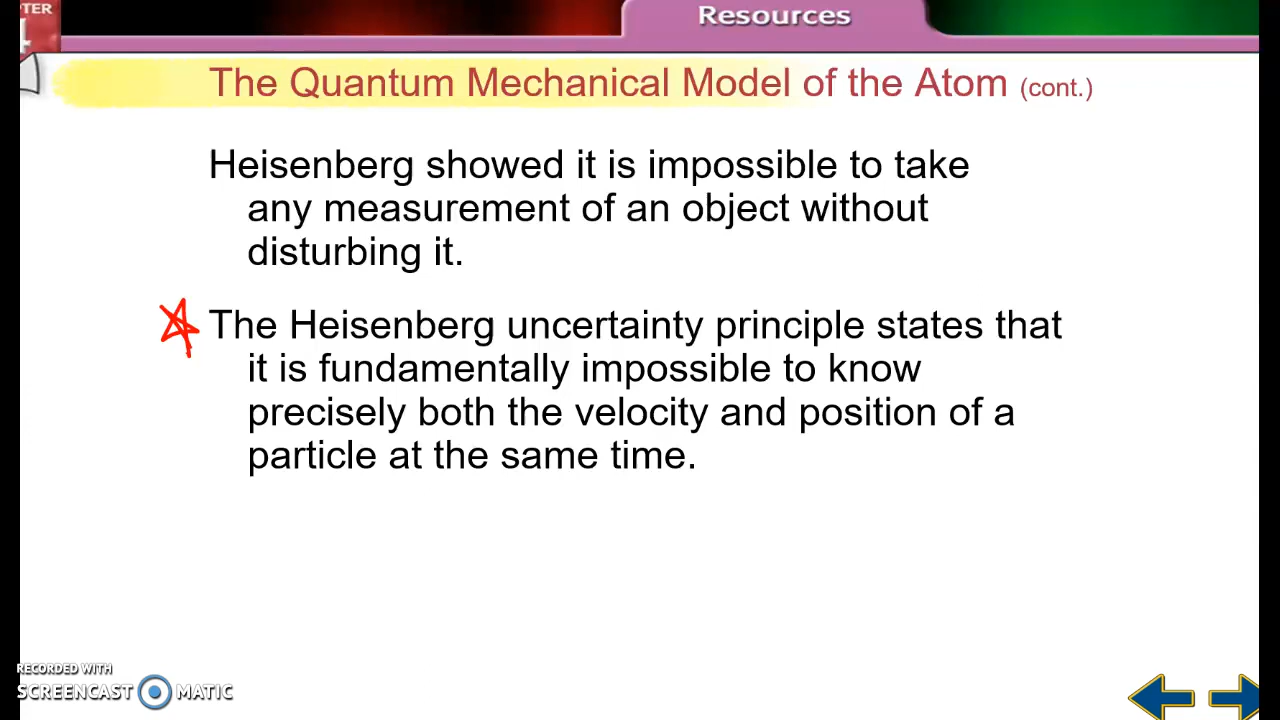 Resources
The Quantum Mechanical Model of the Atom (cont.)
Heisenberg showed it is impossible to take
any measurement of an object without
disturbing it.
The Heisenberg uncertainty principle states that
it is fundamentally impossible to know
precisely both the velocity and position of a
particle at the same time.
RECORDED WITH
SCREENCAST MATIC